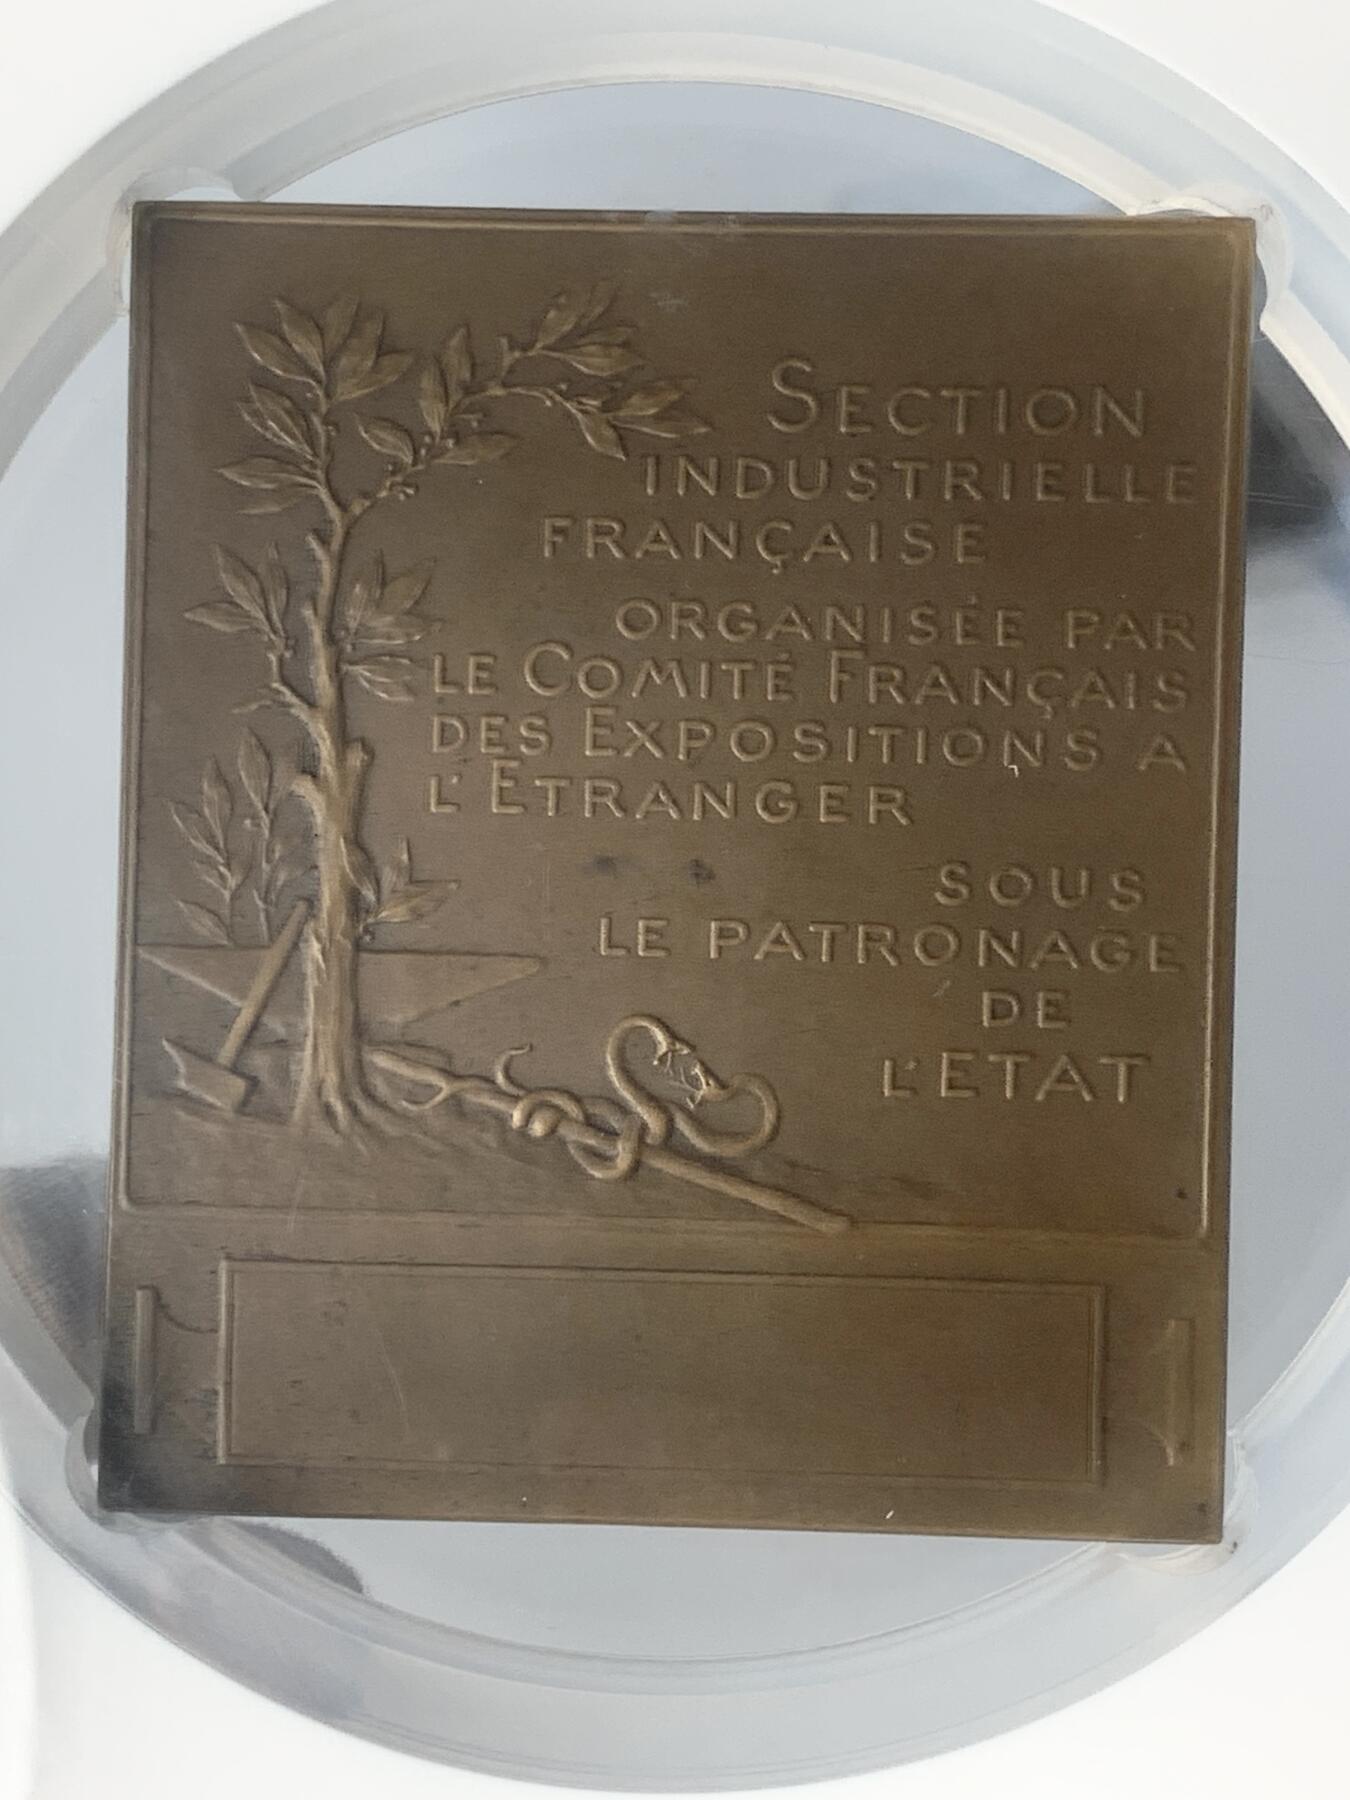 SECTION
INDUSTRIELLE
FRANÇAISE
ORGANISÉE PAR
LE COMITÉ FRANÇAIS
DES EXPOSITIONS A
L'ETRANGER
SOUS
LE PATRONAGE
DE
L'ETAT